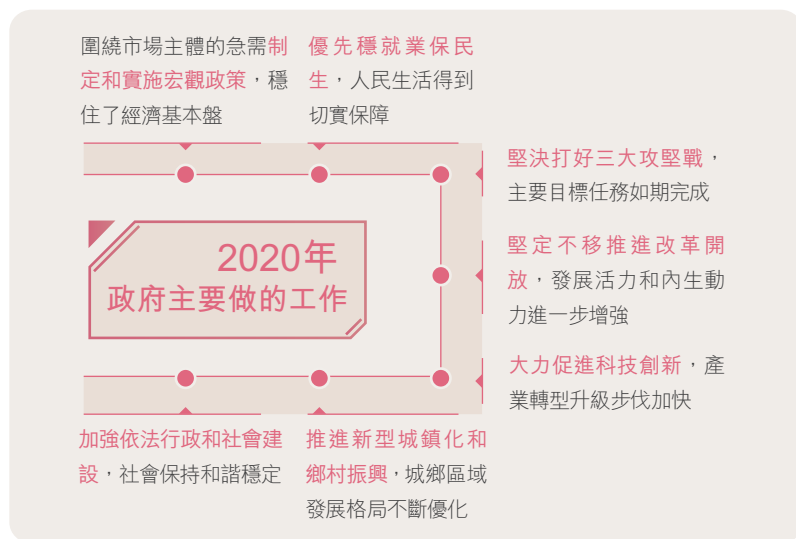 圍繞市場主體的急需制
定和實施宏觀政策，穩
住了經濟基本盤
優先穩就業保民
生，人民生活得到
切實保障
堅決打好三大攻堅戰，
主要目標任務如期完成
堅定不移推進改革開
放，發展活力和內生動
力進一步增強
大力促進科技創新，產
業轉型升級步伐加快
推進新型城鎮化和
鄉村振興，城鄉區域
發展格局不斷優化
加強依法行政和社會建
設，社會保持和諧穩定
2020年
政府主要做的工作